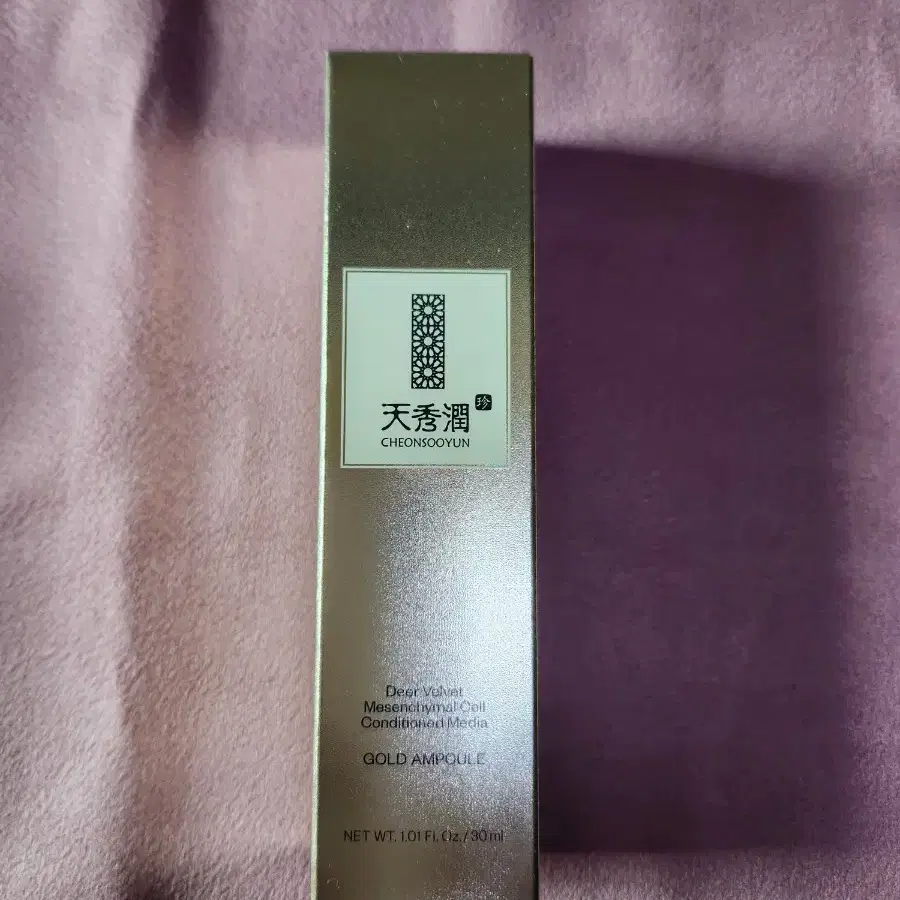 天秀潤 珍
CHEONSOOYUN
Deer Velvet
Mesenchymal Cell
Conditioned Media
GOLD AMPOULE
NET WT. 1.01 Fl. Oz. / 30 ml